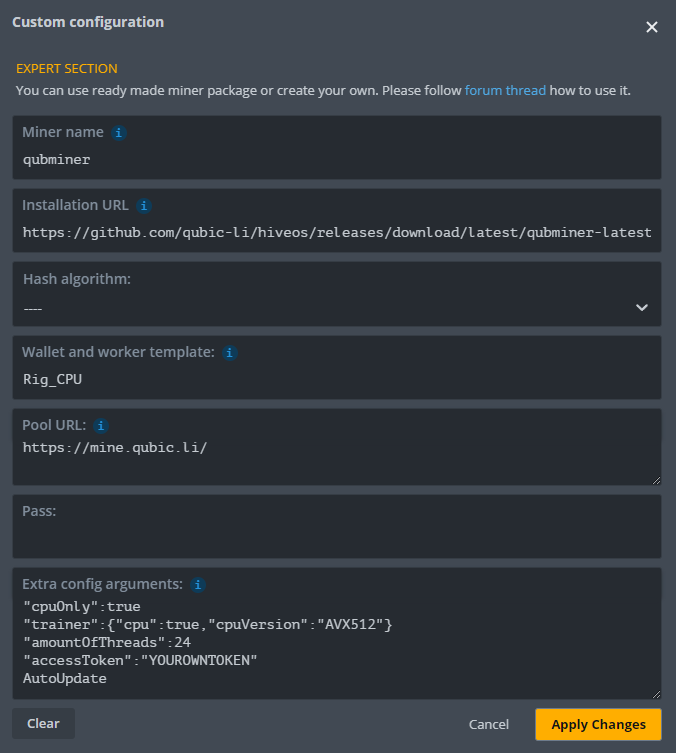 Custom configuration
EXPERT SECTION
You can use ready made miner package or create your own. Please follow forum thread how to use it.
Miner name
qubminer
Installation URL
https://github.com/qubic-li/hiveos/releases/download/latest/qubminer-latest
Hash algorithm:
----
Wallet and worker template:
Rig_CPU
Pool URL:
https://mine.qubic.li/
Pass:
Extra config arguments:
"cpuOnly":true
"trainer":{"cpu":true,"cpuVersion":"AVX512"}
"amountOfThreads":24
"accessToken":"YOUROWNTOKEN"
AutoUpdate
Clear
Cancel
Apply Changes